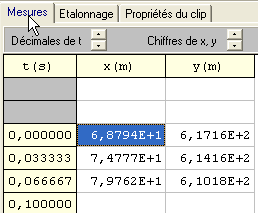 Mesures Etalonnage Propriétés du clip
Décimales de t Chiffres de x, y
t (s) x (m) y (m)
0,000000 6,8794E+1 6,1716E+2
0,033333 7,4777E+1 6,1416E+2
0,066667 7,9762E+1 6,1018E+2
0,100000